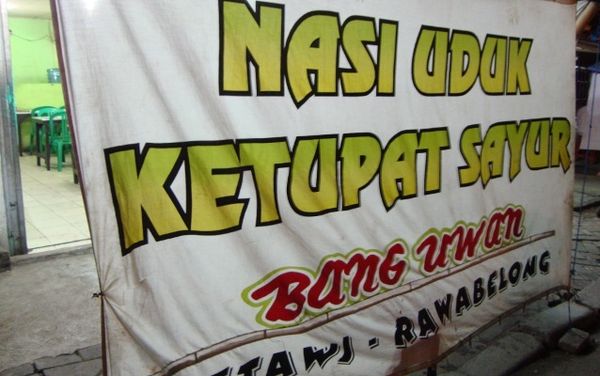 NASI UDUK
KETUPAT SAYUR
BANG UWAN
- RAWABELONG